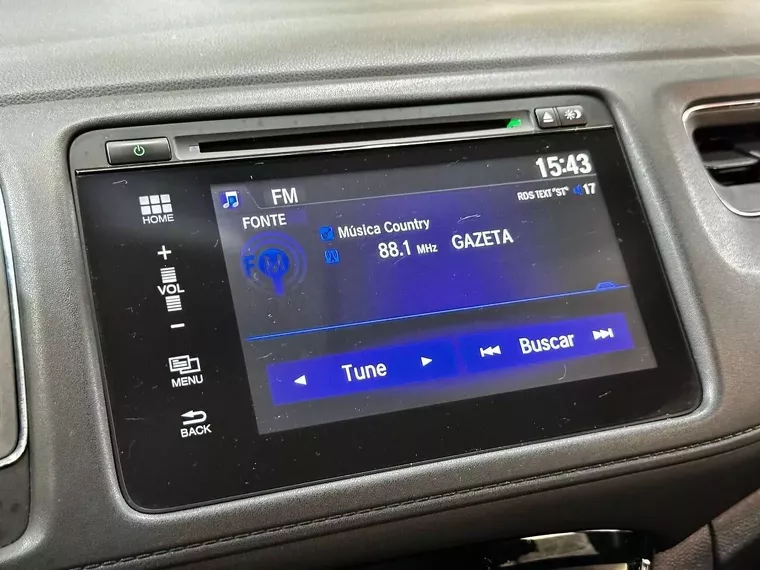 15:43
FM
RDS TEXT "ST" 17
HOME
FONTE
Música Country
FM
88.1 MHz GAZETA
+
VOL
−
Tune
Buscar
MENU
BACK